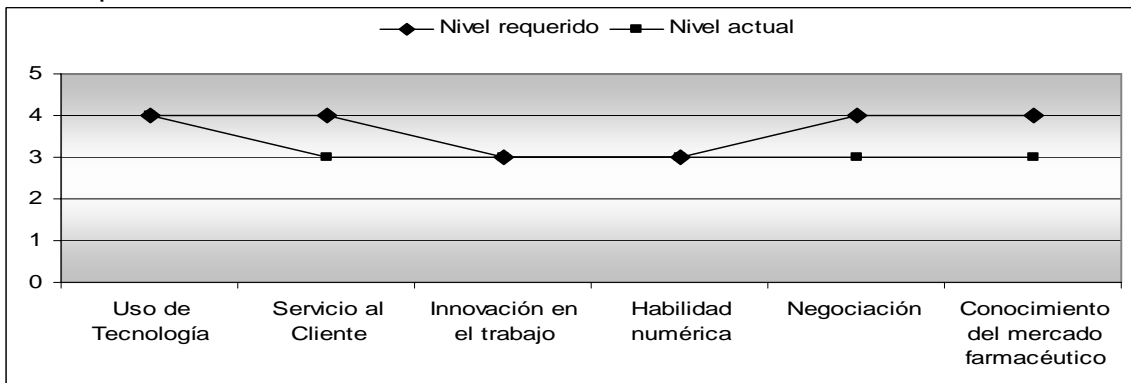 Nivel requerido Nivel actual
5
4
3
2
1
0
Uso de
Tecnología
Servicio al
Cliente
Innovación en
el trabajo
Habilidad
numérica
Negociación
Conocimiento
del mercado
farmacéutico